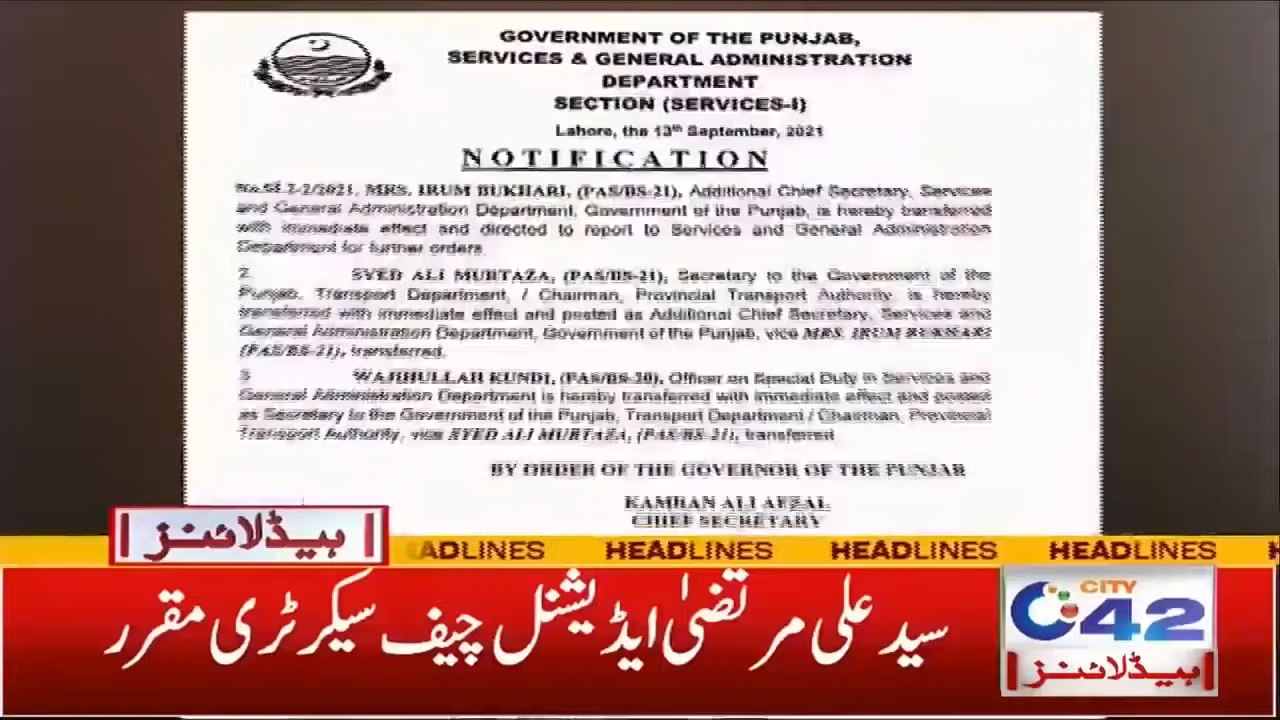 GOVERNMENT OF THE PUNJAB,
SERVICES & GENERAL ADMINISTRATION
DEPARTMENT
SECTION (SERVICES-I)
Lahore, the 13th September, 2021
NOTIFICATION
MRS. IRUM BUKHARI, (PAS/BS-21), Additional Chief Secretary, Services
and General Administration Department, Government of the Punjab, is hereby transferred
with immediate effect and directed to report to Services and General Administration
Department for further orders.
2. SYED ALI MURTAZA, (PAS/BS-21), Secretary to the Government of the
Punjab, Transport Department, / Chairman, Provincial Transport Authority, is hereby
transferred with immediate effect and posted as Additional Chief Secretary, Services and
General Administration Department, Government of the Punjab, vice MRS. IRUM BUKHARI
(PAS/BS-21), transferred.
3. WAJIHULLAH KUNDI, (PAS/BS-20), Officer on Special Duty in Services and
General Administration Department is hereby transferred with immediate effect and posted
as Secretary to the Government of the Punjab, Transport Department / Chairman, Provincial
Transport Authority, vice SYED ALI MURTAZA, (PAS/BS-21), transferred.
BY ORDER OF THE GOVERNOR OF THE PUNJAB
KAMRAN ALI AFZAL
CHIEF SECRETARY
ہیڈلائنز
ADLINES HEADLINES HEADLINES HEADLINES
سید علی مرتضیٰ ایڈیشنل چیف سیکرٹری مقرر
CITY
42
ہیڈلائنز